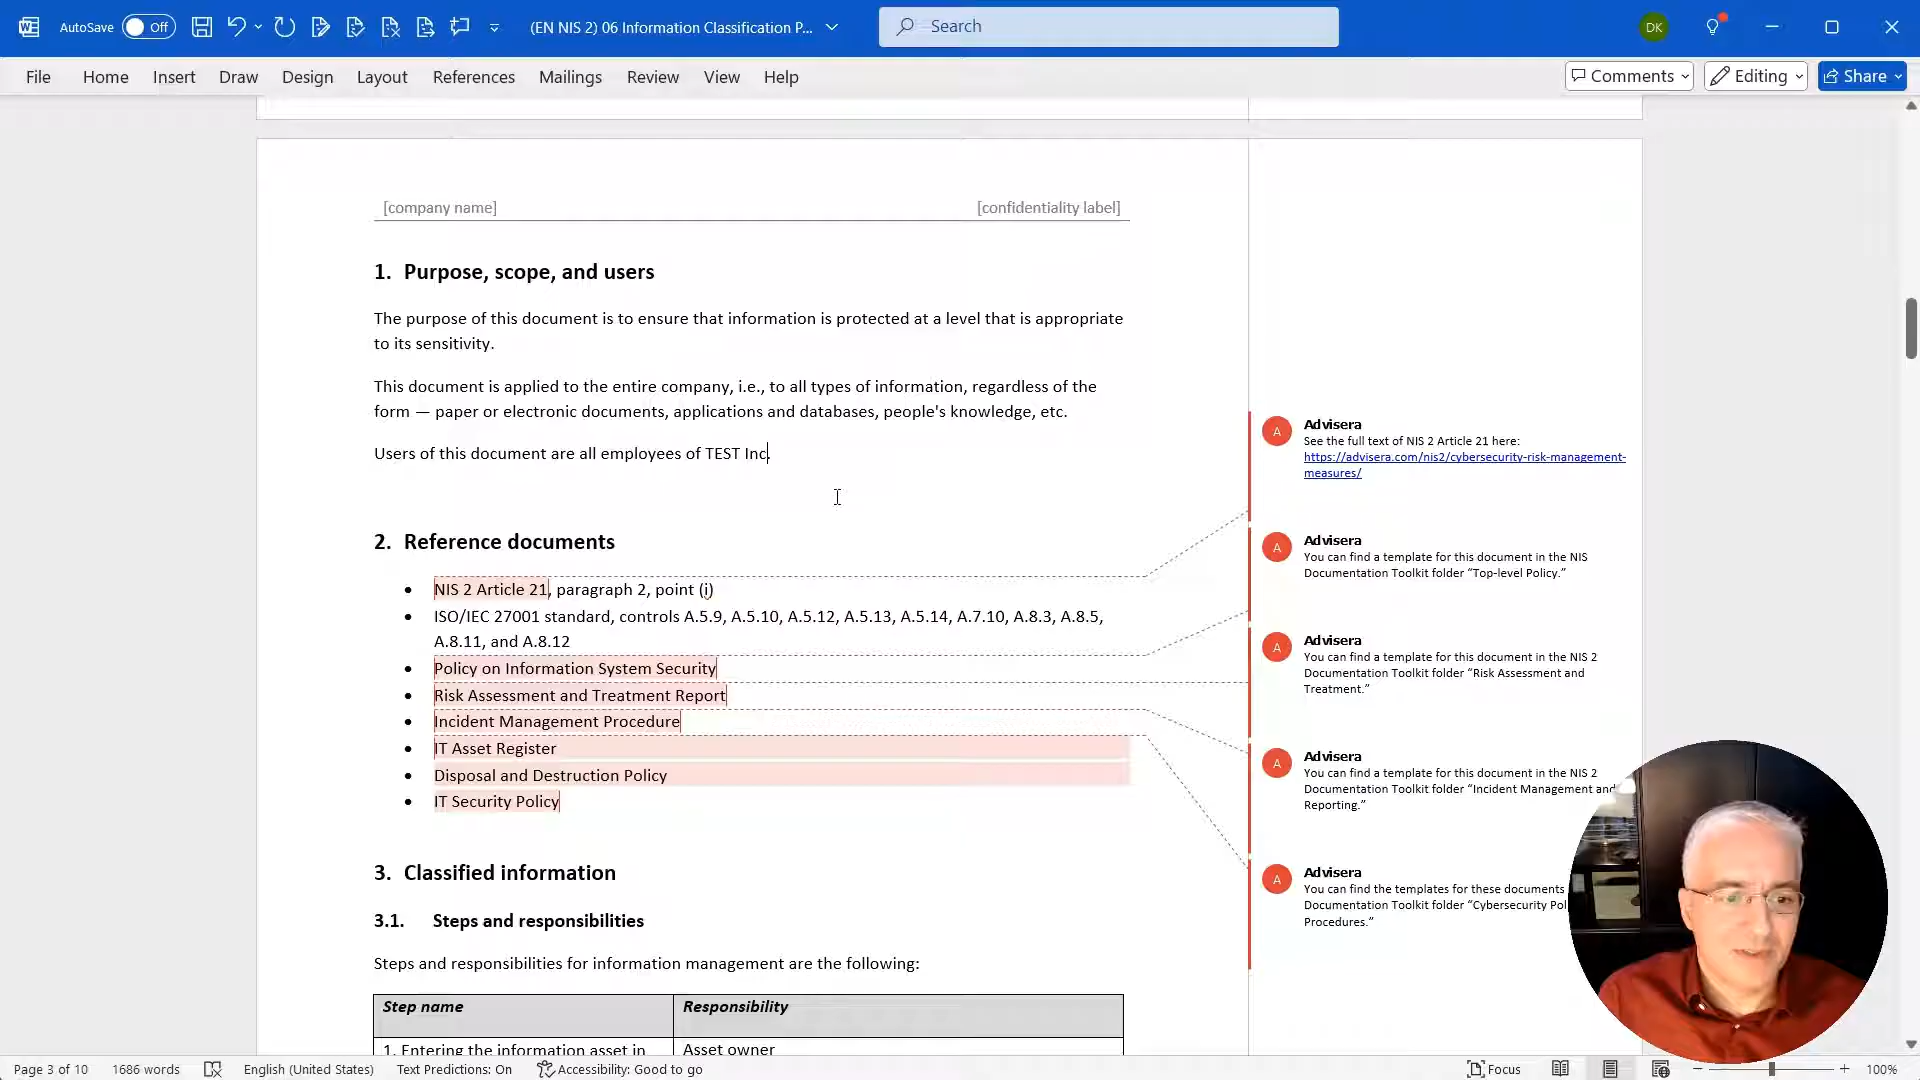 AutoSave Off (EN NIS 2) 06 Information Classification P... Search DK
File Home Insert Draw Design Layout References Mailings Review View Help Comments Editing Share
[company name] [confidentiality label]
1. Purpose, scope, and users
The purpose of this document is to ensure that information is protected at a level that is appropriate
to its sensitivity.
This document is applied to the entire company, i.e., to all types of information, regardless of the
form — paper or electronic documents, applications and databases, people's knowledge, etc.
Users of this document are all employees of TEST Inc.
2. Reference documents
• NIS 2 Article 21, paragraph 2, point (i)
• ISO/IEC 27001 standard, controls A.5.9, A.5.10, A.5.12, A.5.13, A.5.14, A.7.10, A.8.3, A.8.5,
A.8.11, and A.8.12
• Policy on Information System Security
• Risk Assessment and Treatment Report
• Incident Management Procedure
• IT Asset Register
• Disposal and Destruction Policy
• IT Security Policy
3. Classified information
3.1. Steps and responsibilities
Steps and responsibilities for information management are the following:
Step name Responsibility
1. Entering the information asset in Asset owner
A Advisera
See the full text of NIS 2 Article 21 here:
https://advisera.com/nis2/cybersecurity-risk-management-
measures/
A Advisera
You can find a template for this document in the NIS
Documentation Toolkit folder “Top-level Policy.”
A Advisera
You can find a template for this document in the NIS 2
Documentation Toolkit folder “Risk Assessment and
Treatment.”
A Advisera
You can find a template for this document in the NIS 2
Documentation Toolkit folder “Incident Management and
Reporting.”
A Advisera
You can find the templates for these documents
Documentation Toolkit folder “Cybersecurity Pol
Procedures.”
Page 3 of 10 1686 words English (United States) Text Predictions: On Accessibility: Good to go Focus 100%